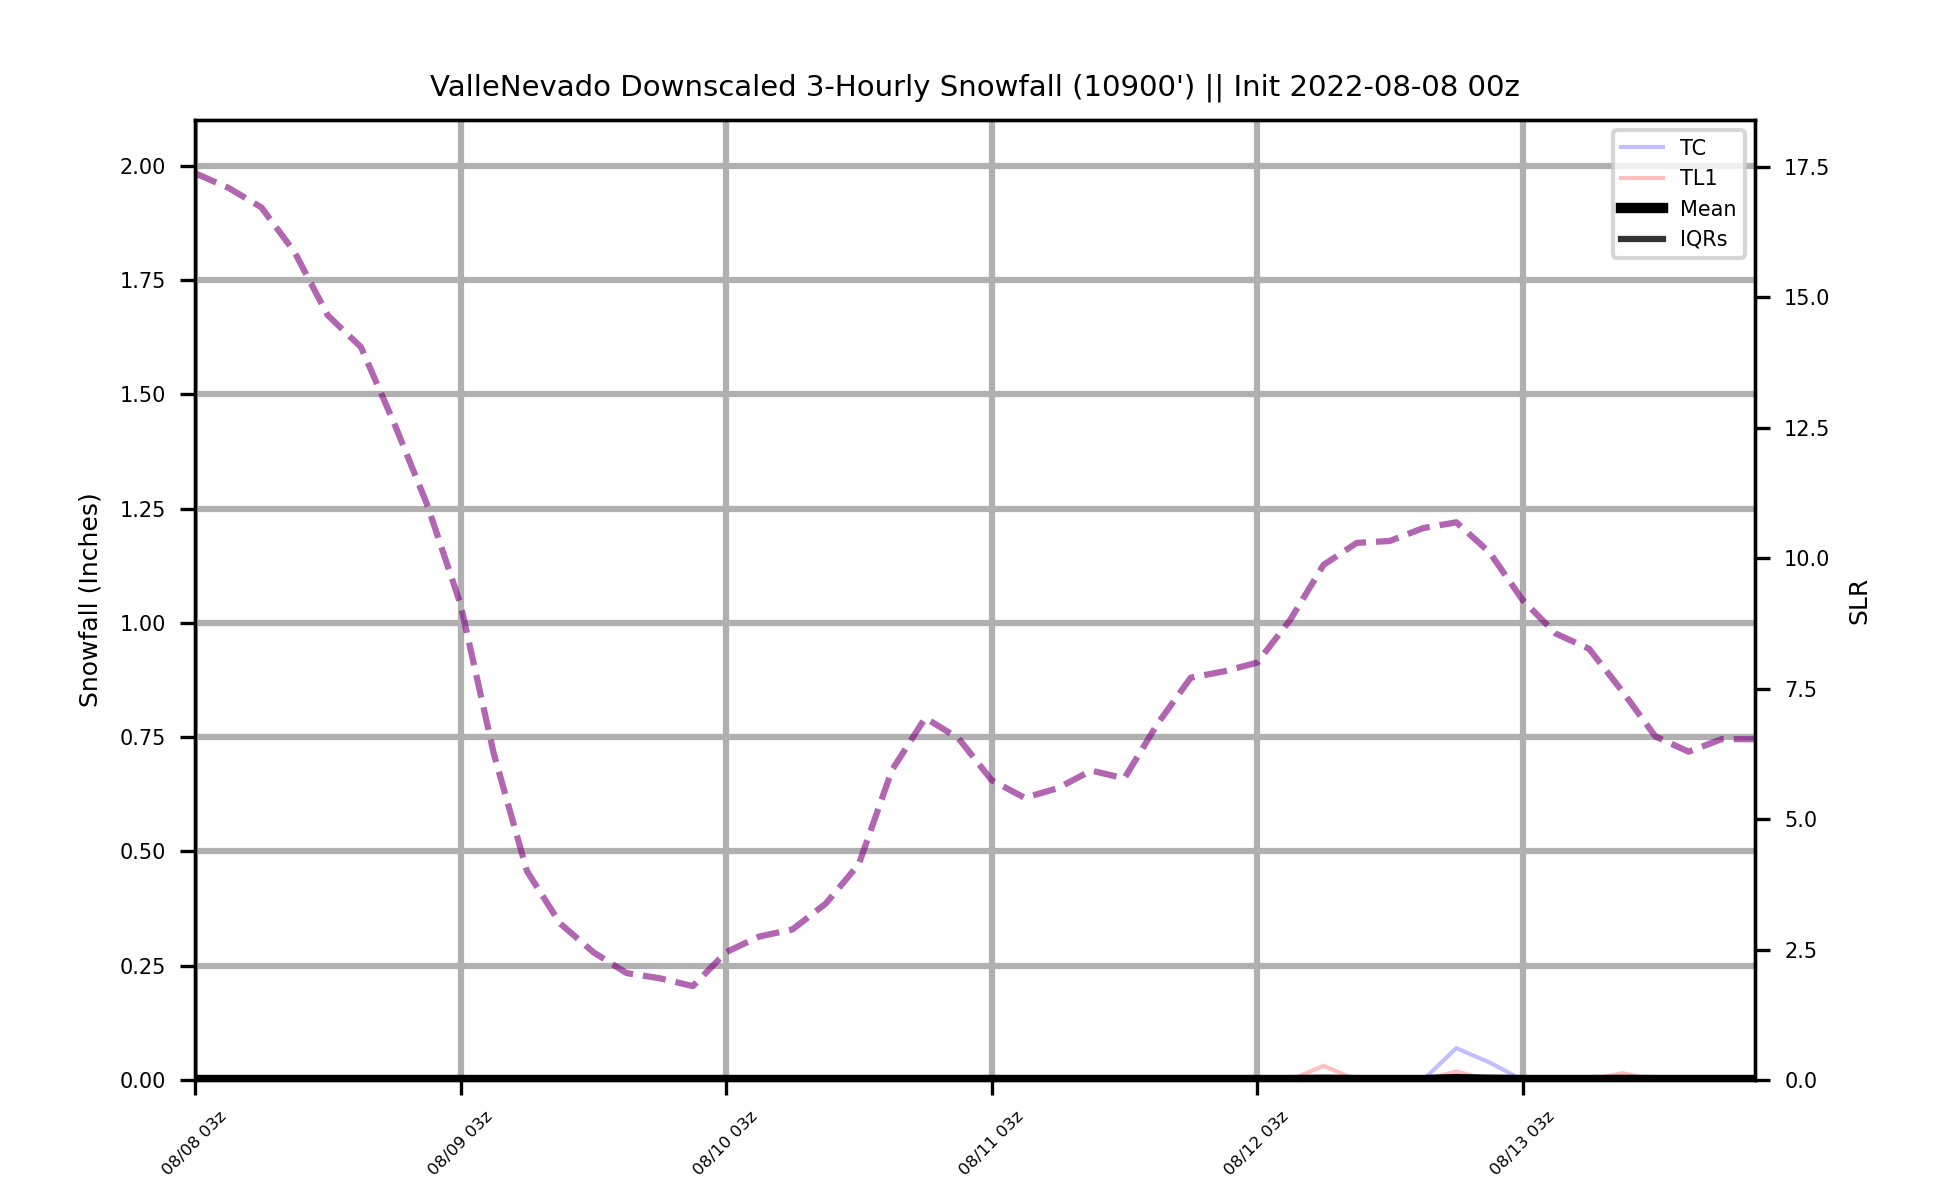 ValleNevado Downscaled 3-Hourly Snowfall (10900') || Init 2022-08-08 00z
TC
TL1
Mean
IQRs
Snowfall (Inches)
2.00
1.75
1.50
1.25
1.00
0.75
0.50
0.25
0.00
17.5
15.0
12.5
10.0
7.5
5.0
2.5
0.0
SLR
08/08 03z
08/09 03z
08/10 03z
08/11 03z
08/12 03z
08/13 03z